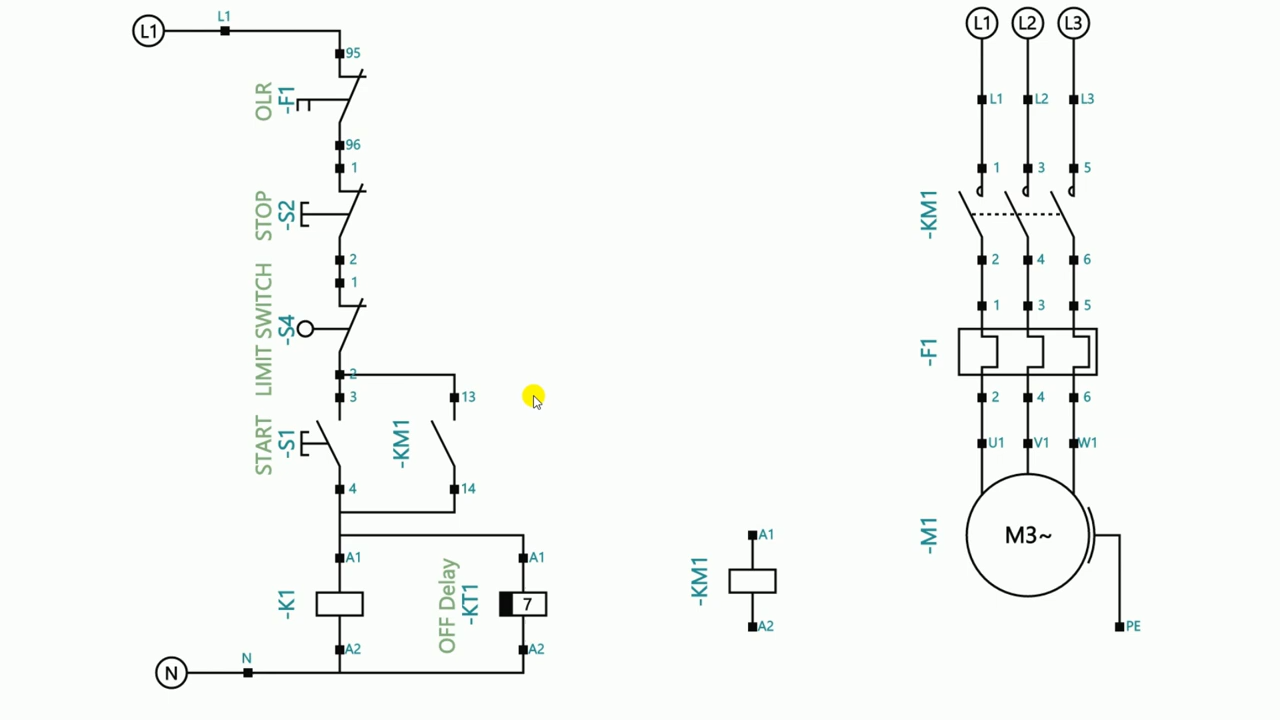 L1
L1
95
OLR
-F1
96
1
STOP
-S2
2
1
LIMIT SWITCH
-S4
2
3
13
START
-S1
-KM1
4
14
A1
A1
-K1
OFF Delay
-KT1
7
A2
A2
N
N
-KM1
A1
A2
L1
L2
L3
L1
L2
L3
1
3
5
-KM1
2
4
6
1
3
5
-F1
2
4
6
U1
V1
W1
-M1
M3~
PE